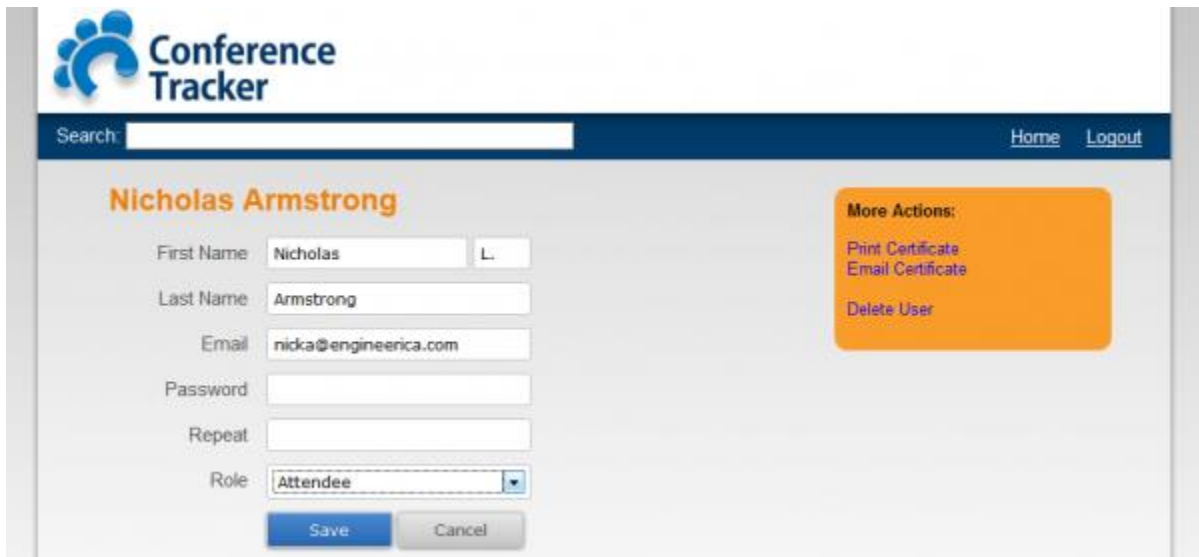 Conference
Tracker
Search:
Home Logout
Nicholas Armstrong
First Name Nicholas L.
Last Name Armstrong
Email nicka@engineerica.com
Password
Repeat
Role Attendee
Save Cancel
More Actions:
Print Certificate
Email Certificate
Delete User